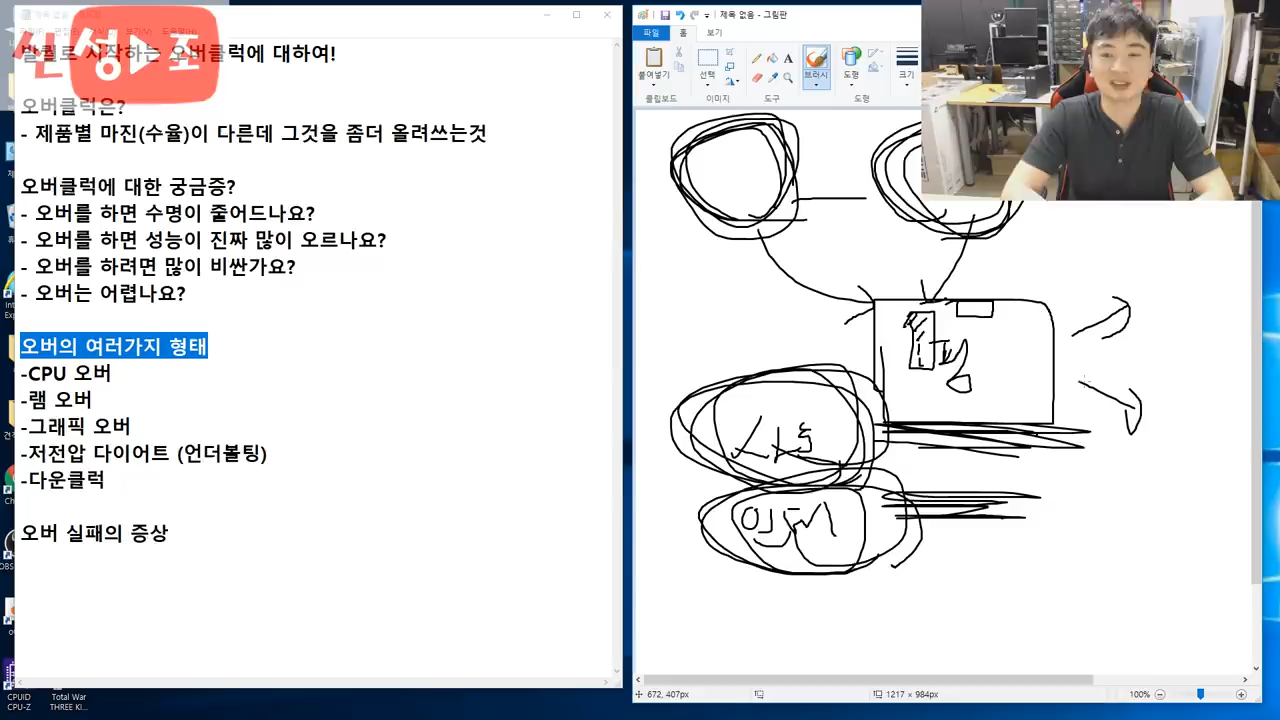 발퀄로 시작하는 오버클럭에 대하여!
신성조
오버클럭은?
- 제품별 마진(수율)이 다른데 그것을 좀더 올려쓰는것
오버클럭에 대한 궁금증?
- 오버를 하면 수명이 줄어드나요?
- 오버를 하면 성능이 진짜 많이 오르나요?
- 오버를 하려면 많이 비싼가요?
- 오버는 어렵나요?
오버의 여러가지 형태
-CPU 오버
-램 오버
-그래픽 오버
-저전압 다이어트 (언더볼팅)
-다운클럭
오버 실패의 증상
CPUID
CPU-Z
Total War
THREE KI...
제목 없음 - 그림판
파일
홈
보기
붙여넣기
선택
브러시
도형
크기
클립보드
이미지
도구
도형
672, 407px
1217 × 984px
100%